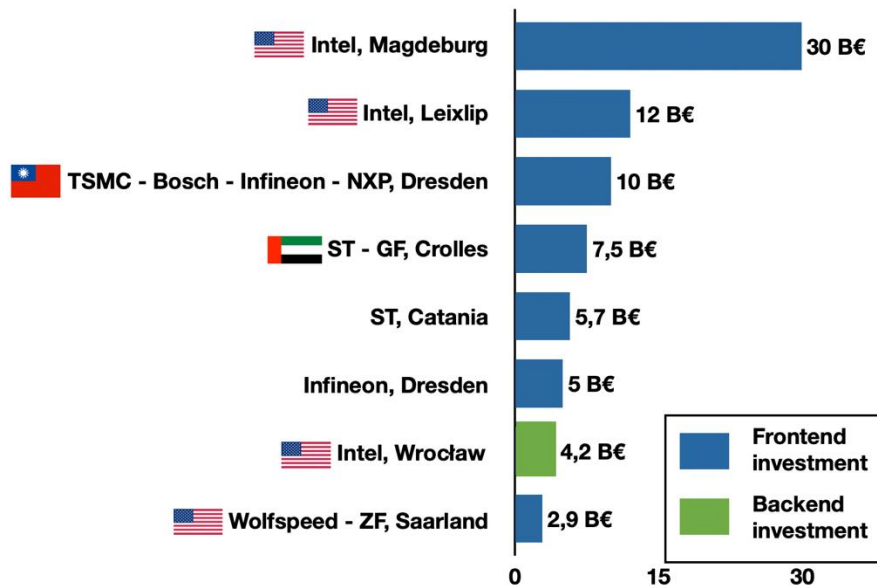 Intel, Magdeburg 30 B€
Intel, Leixlip 12 B€
TSMC - Bosch - Infineon - NXP, Dresden 10 B€
ST - GF, Crolles 7,5 B€
ST, Catania 5,7 B€
Infineon, Dresden 5 B€
Intel, Wrocław 4,2 B€
Wolfspeed - ZF, Saarland 2,9 B€
Frontend
investment
Backend
investment
0 15 30